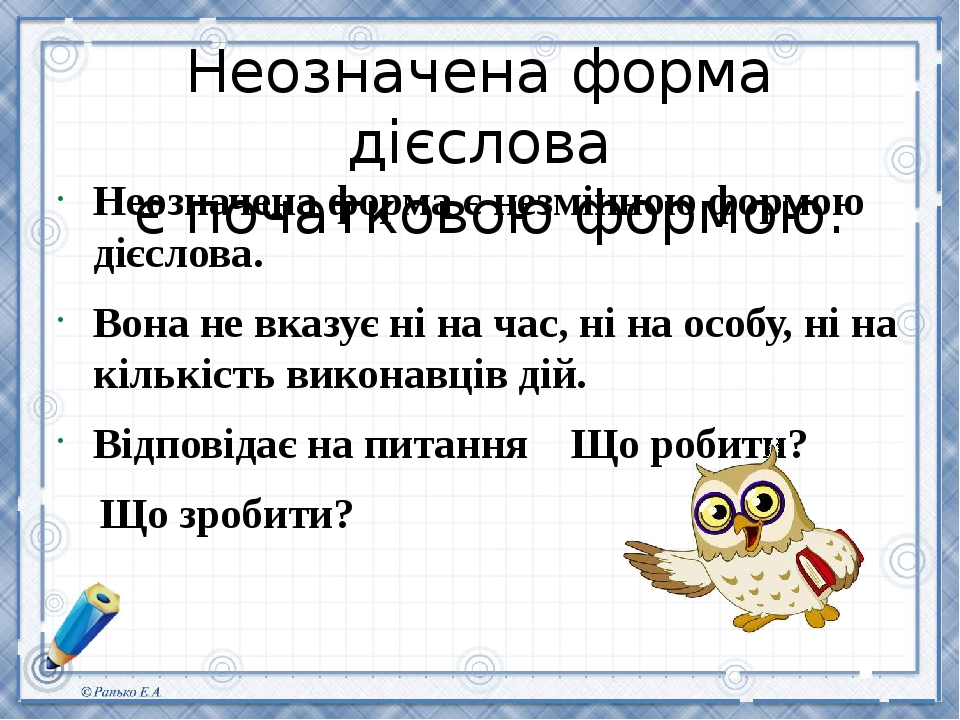 Неозначена форма
дієслова
є початковою формою.
Неозначена форма є незмінною формою
дієслова.
Вона не вказує ні на час, ні на особу, ні на
кількість виконавців дій.
Відповідає на питання Що робити?
Що зробити?
© Ранько Е.А.